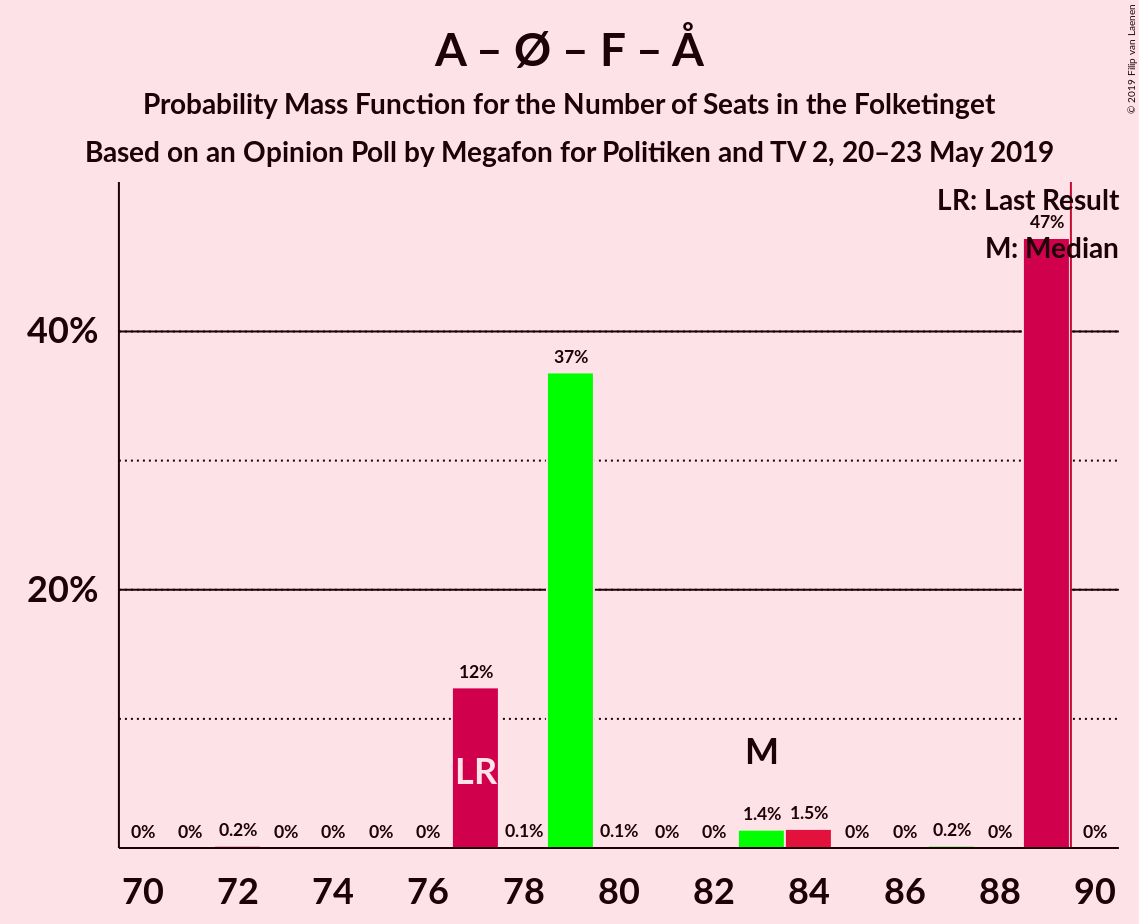 A – Ø – F – Å
Probability Mass Function for the Number of Seats in the Folketinget
Based on an Opinion Poll by Megafon for Politiken and TV 2, 20–23 May 2019
© 2019 Filip van Laenen
LR: Last Result
M: Median
47%
40%
37%
20%
12%
LR
M
0% 0% 0.2% 0% 0% 0% 0% 0.1% 0.1% 0% 0% 1.4% 1.5% 0% 0% 0.2% 0% 0%
70 72 74 76 78 80 82 84 86 88 90